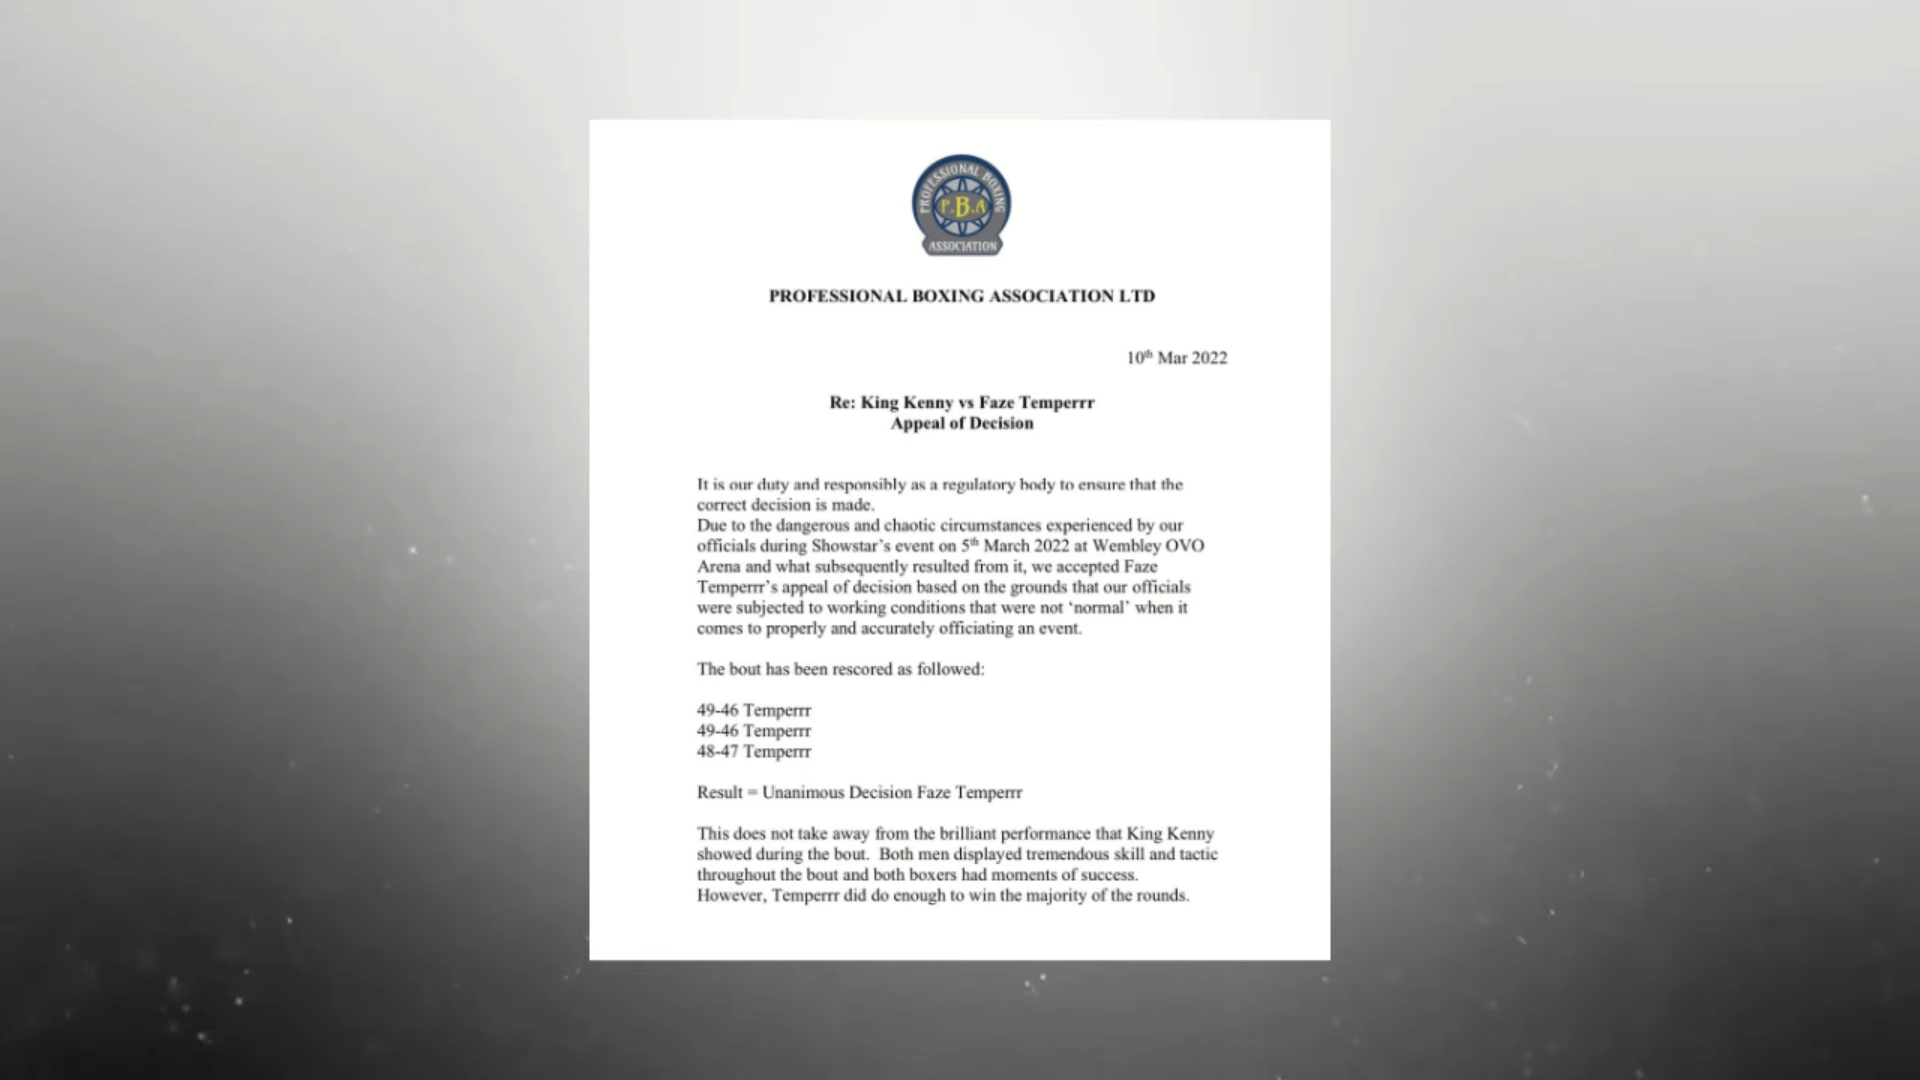 PROFESSIONAL BOXING
P.B.A
ASSOCIATION
PROFESSIONAL BOXING ASSOCIATION LTD
10th Mar 2022
Re: King Kenny vs Faze Temperrr
Appeal of Decision
It is our duty and responsibly as a regulatory body to ensure that the
correct decision is made.
Due to the dangerous and chaotic circumstances experienced by our
officials during Showstar's event on 5th March 2022 at Wembley OVO
Arena and what subsequently resulted from it, we accepted Faze
Temperrr's appeal of decision based on the grounds that our officials
were subjected to working conditions that were not ‘normal’ when it
comes to properly and accurately officiating an event.
The bout has been rescored as followed:
49-46 Temperrr
49-46 Temperrr
48-47 Temperrr
Result = Unanimous Decision Faze Temperrr
This does not take away from the brilliant performance that King Kenny
showed during the bout.  Both men displayed tremendous skill and tactic
throughout the bout and both boxers had moments of success.
However, Temperrr did do enough to win the majority of the rounds.